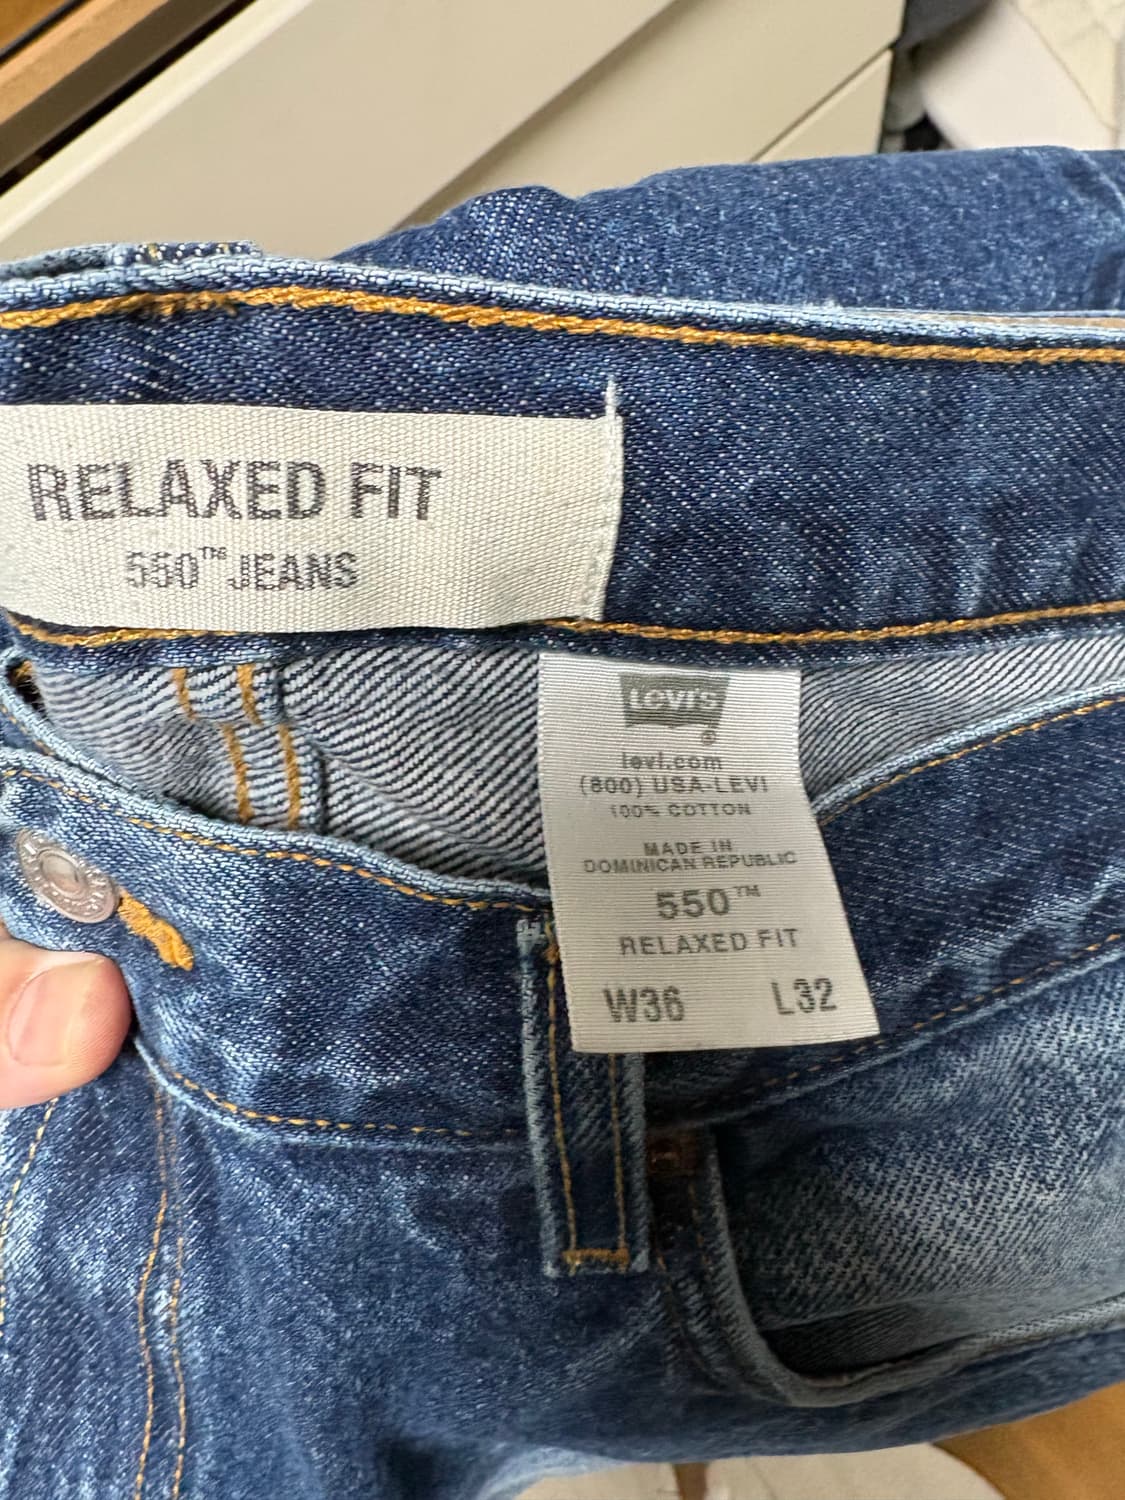 RELAXED FIT
550™ JEANS
LEVI'S
®
levi.com
(800) USA-LEVI
100% COTTON
MADE IN
DOMINICAN REPUBLIC
550™
RELAXED FIT
W36 L32